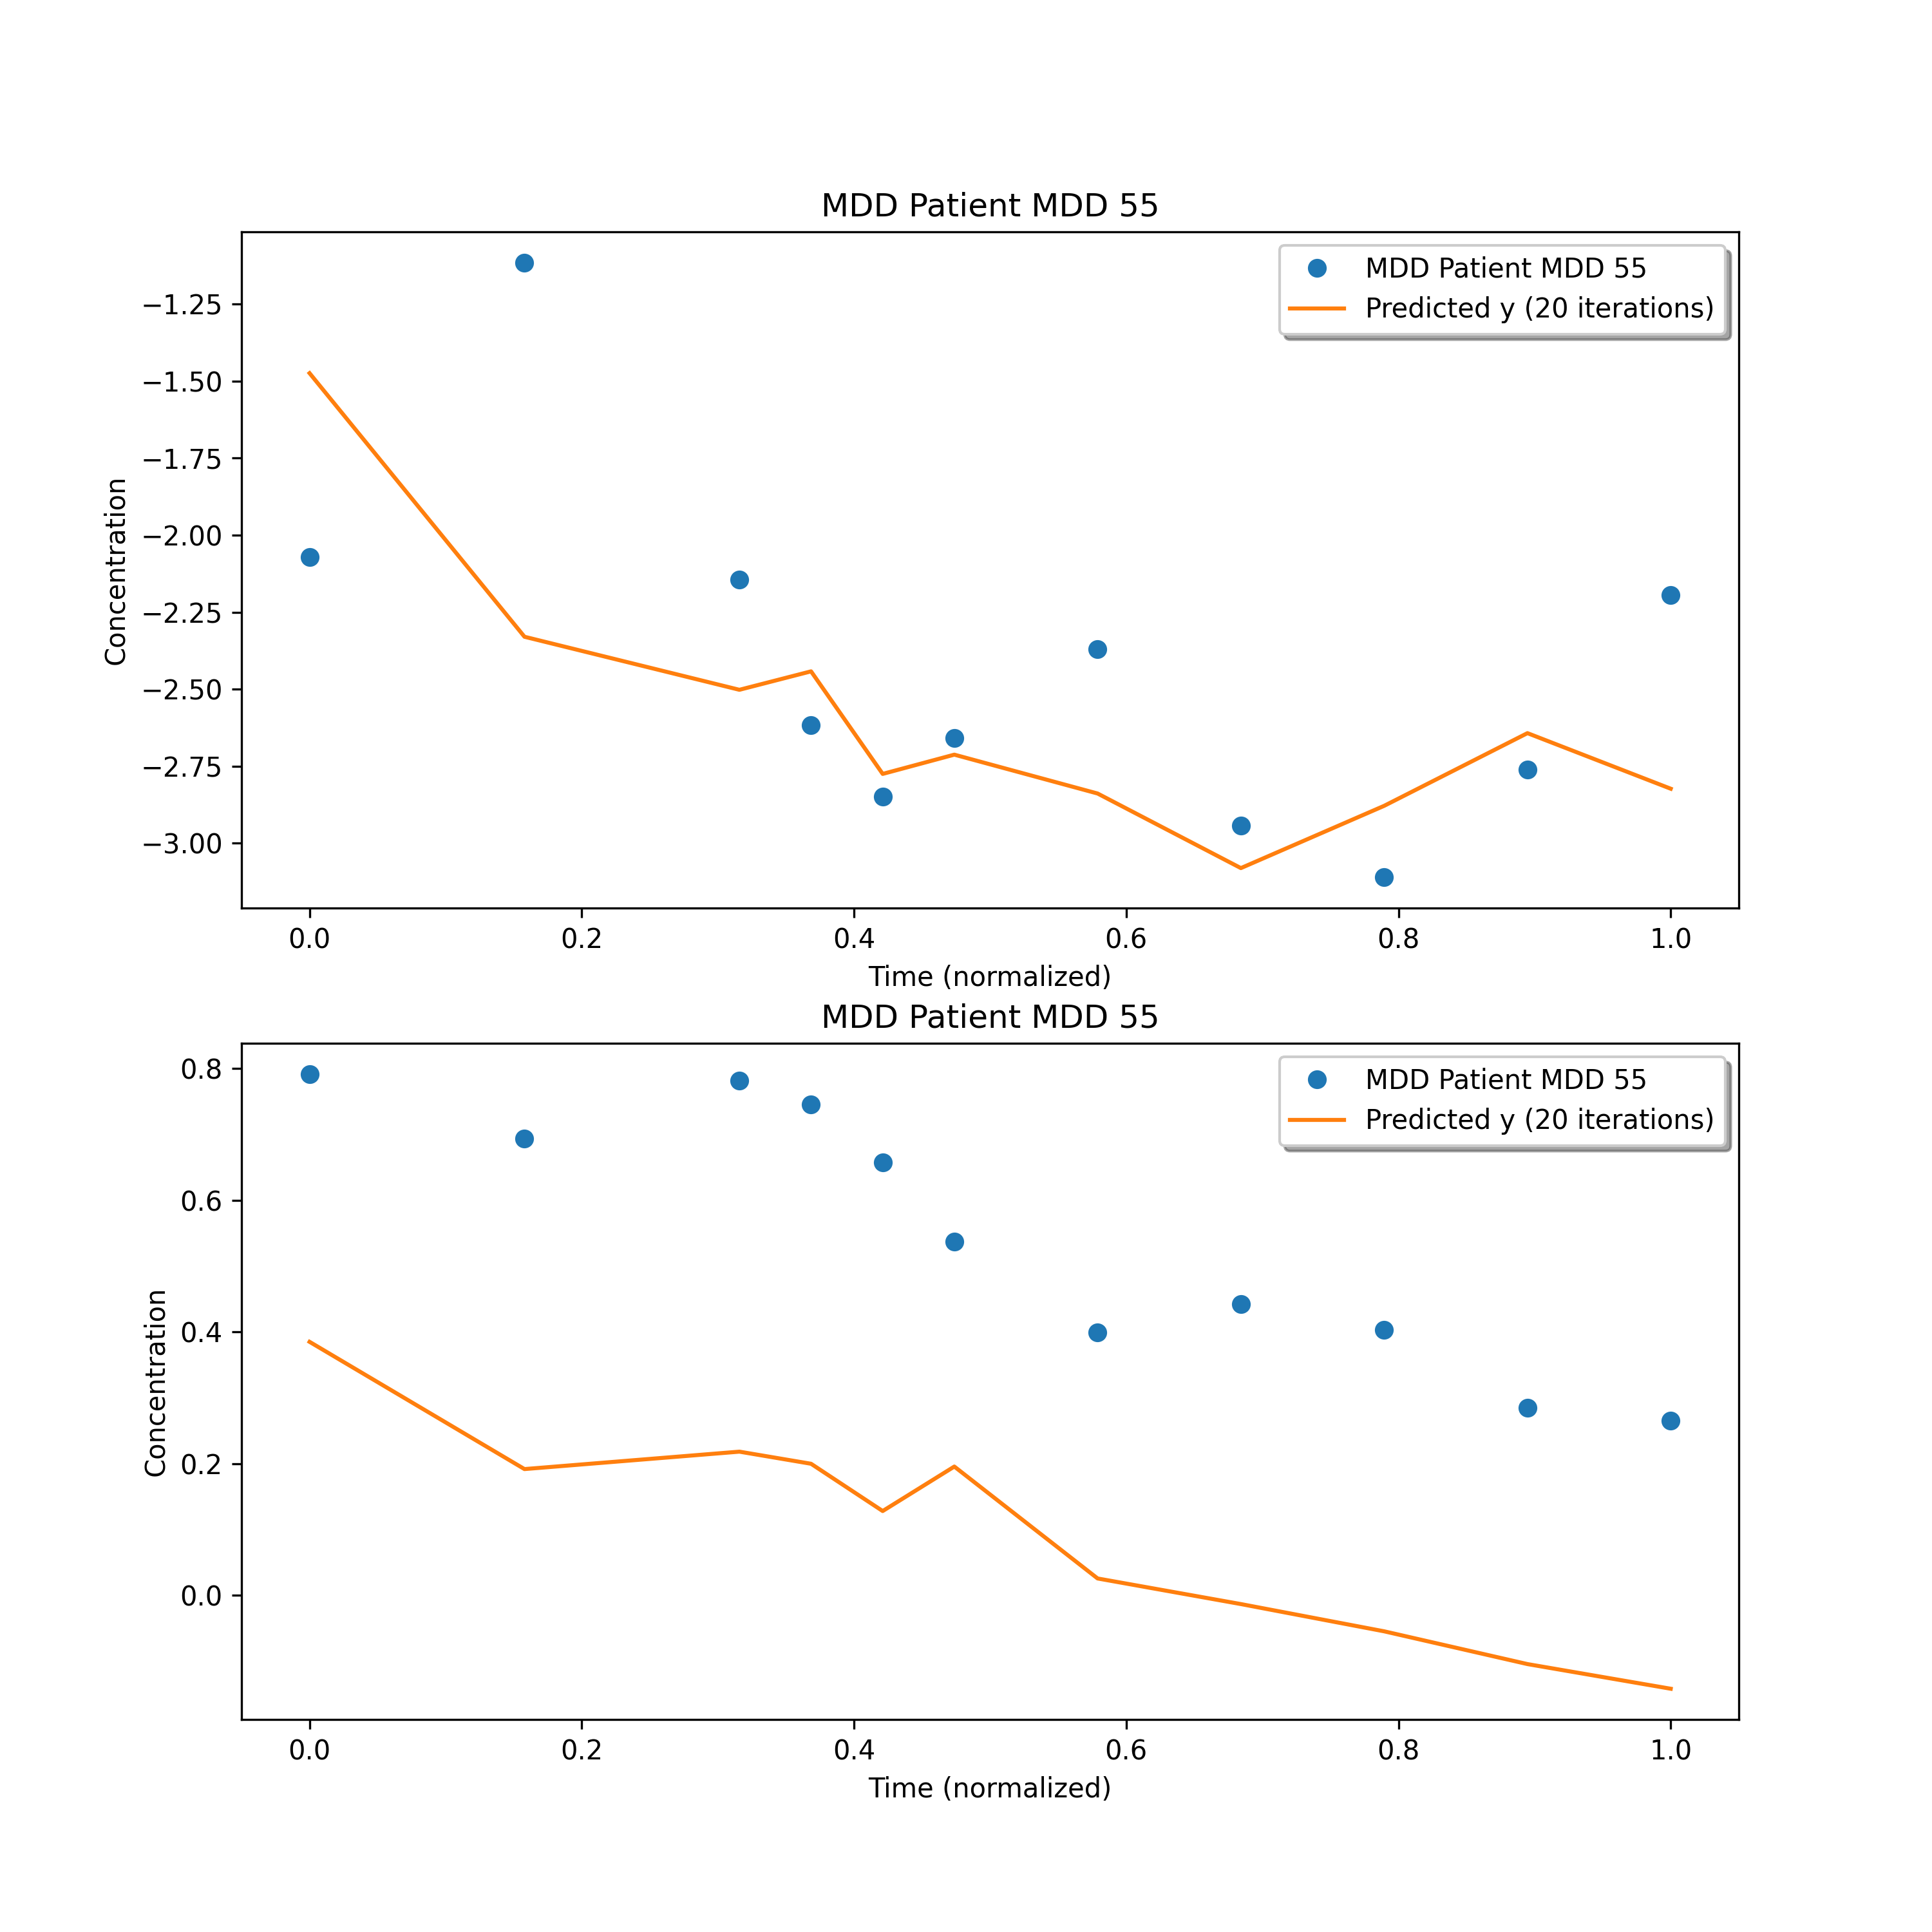 MDD Patient MDD 55
MDD Patient MDD 55
Predicted y (20 iterations)
−1.25
−1.50
−1.75
−2.00
−2.25
−2.50
−2.75
−3.00
Concentration
0.0 0.2 0.4 0.6 0.8 1.0
Time (normalized)
MDD Patient MDD 55
MDD Patient MDD 55
Predicted y (20 iterations)
0.8
0.6
0.4
0.2
0.0
Concentration
0.0 0.2 0.4 0.6 0.8 1.0
Time (normalized)